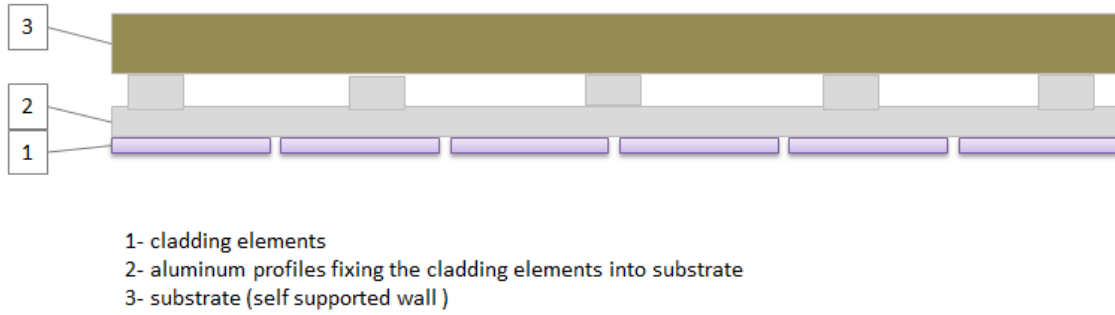 3
2
1
1- cladding elements
2- aluminum profiles fixing the cladding elements into substrate
3- substrate (self supported wall )